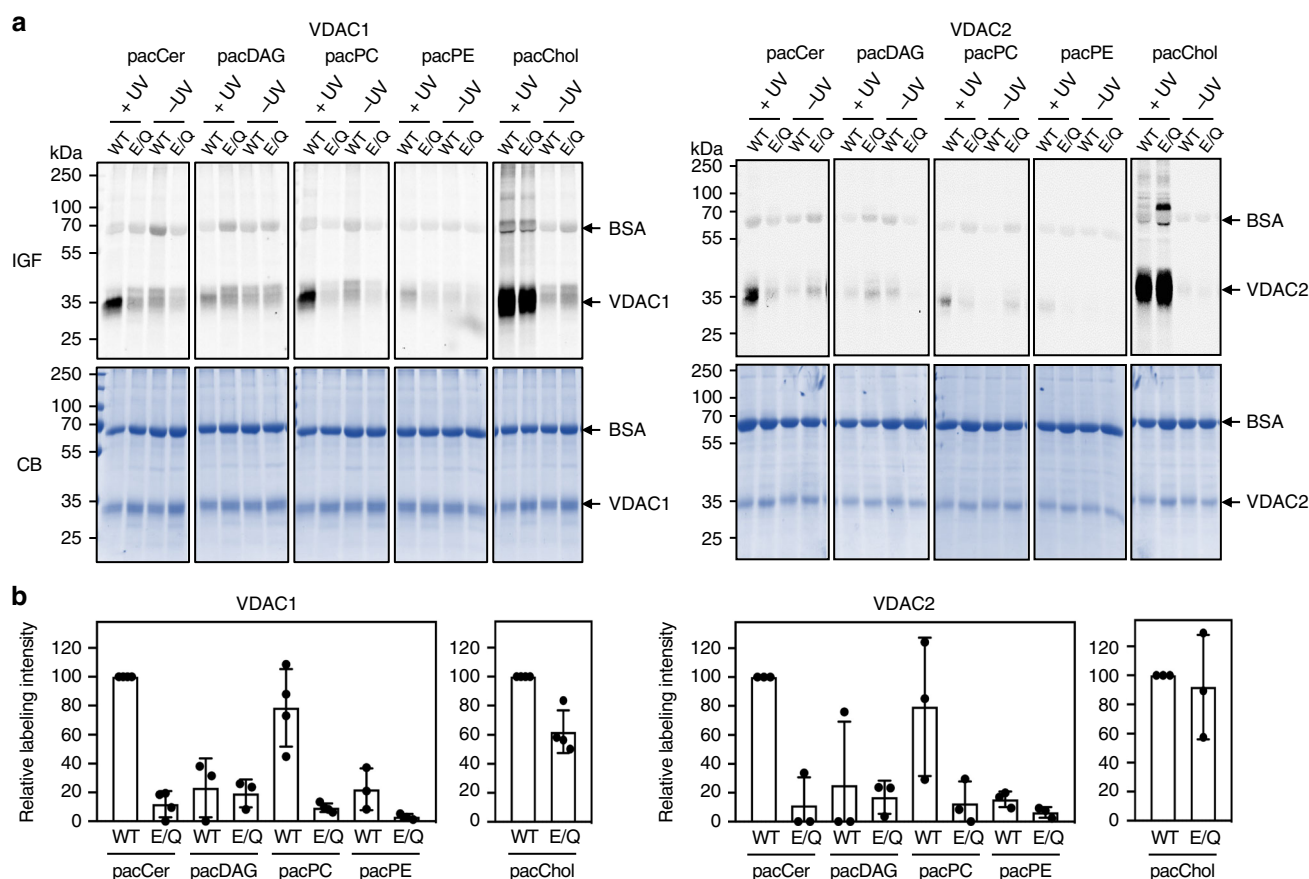 a
VDAC1
pacCer pacDAG pacPC pacPE pacChol
+ UV –UV + UV –UV + UV –UV + UV –UV + UV –UV
kDa WT E/Q WT E/Q WT E/Q WT E/Q WT E/Q WT E/Q WT E/Q WT E/Q WT E/Q WT E/Q
250
100
70 BSA
55
IGF
35 VDAC1
25
250
100
70 BSA
55
CB
35 VDAC1
25
VDAC2
pacCer pacDAG pacPC pacPE pacChol
+ UV –UV + UV –UV + UV –UV + UV –UV + UV –UV
kDa WT E/Q WT E/Q WT E/Q WT E/Q WT E/Q WT E/Q WT E/Q WT E/Q WT E/Q WT E/Q
250
100
70 BSA
55
35 VDAC2
25
250
100
70 BSA
55
35 VDAC2
25
b
VDAC1
Relative labeling intensity
120 120
100 100
80 80
60 60
40 40
20 20
0 0
WT E/Q WT E/Q WT E/Q WT E/Q WT E/Q
pacCer pacDAG pacPC pacPE pacChol
VDAC2
Relative labeling intensity
120 120
100 100
80 80
60 60
40 40
20 20
0 0
WT E/Q WT E/Q WT E/Q WT E/Q WT E/Q
pacCer pacDAG pacPC pacPE pacChol